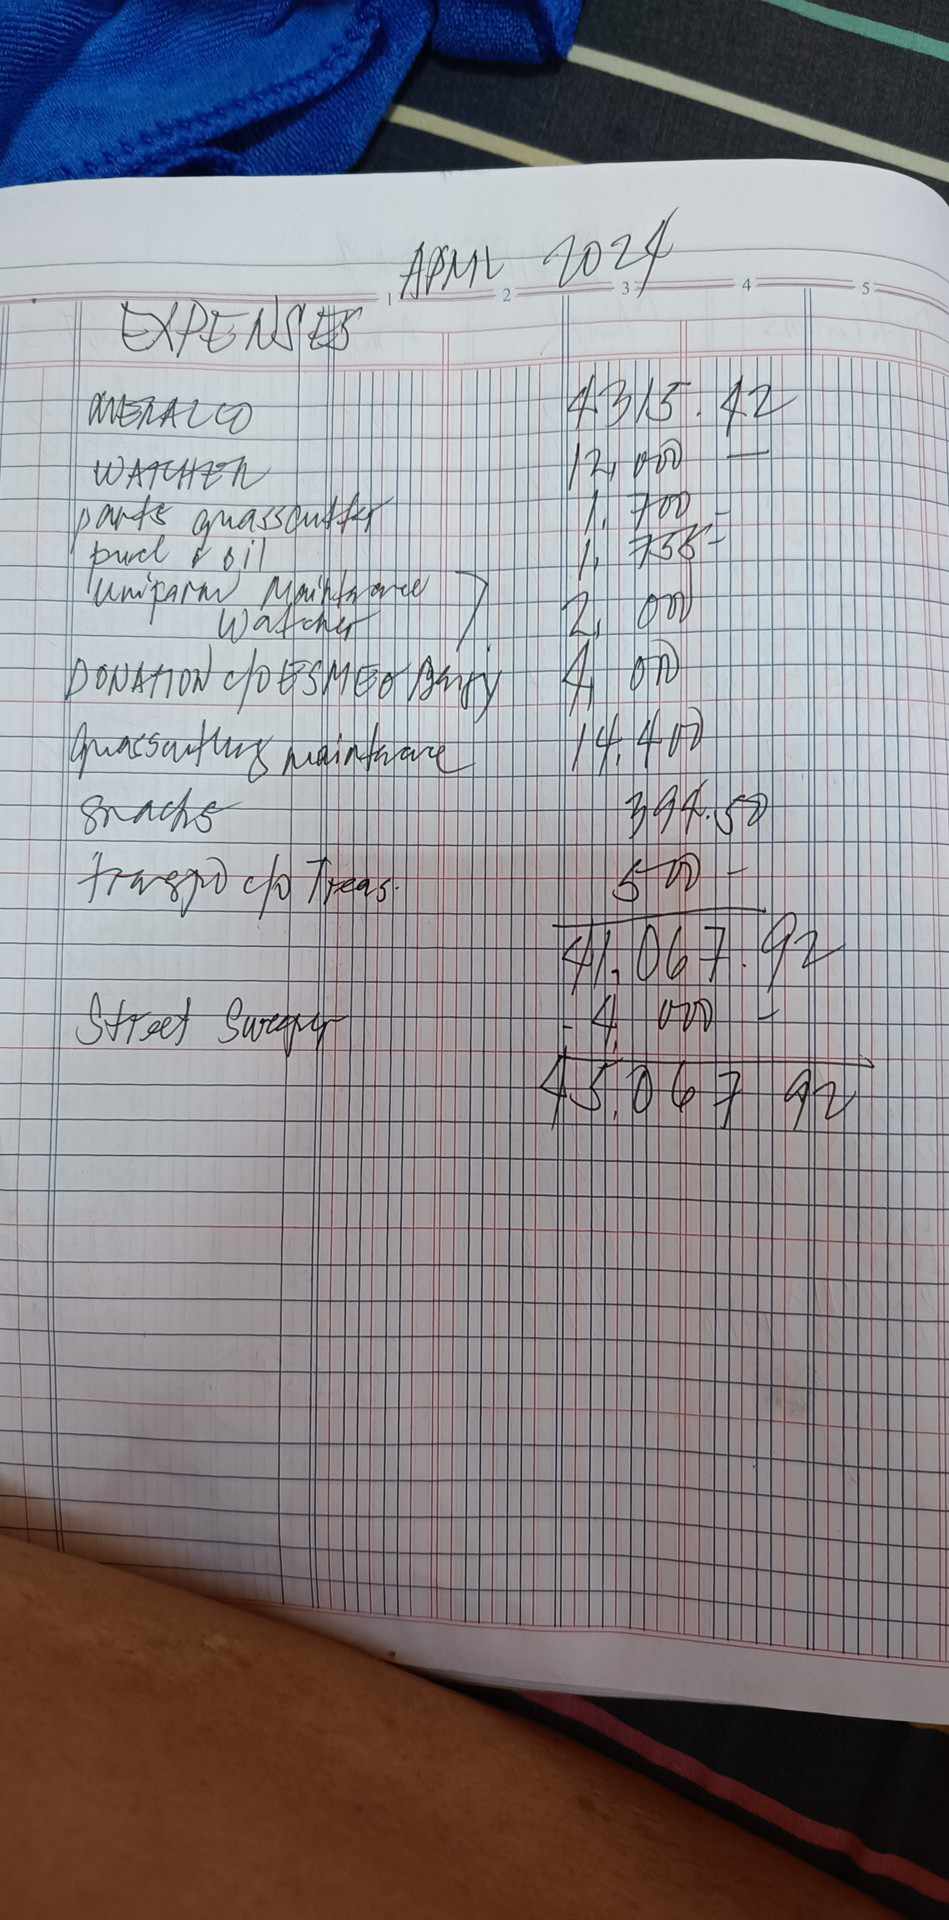 APRIL 2024
1 2 3 4 5
EXPENSES
MERALCO 4315.42
WATCHER 12,000 —
parts grasscutter 1,700 -
fuel & oil 1,758 -
Uniform Maintenance
Watcher 2,000
DONATION c/o ESMEO 4,000
grasscutting maintenance 14,400
Snacks 394.50
transpo c/o Treas. 500 -
41,067.92
Street Sweeper 4,000 -
45,067 92